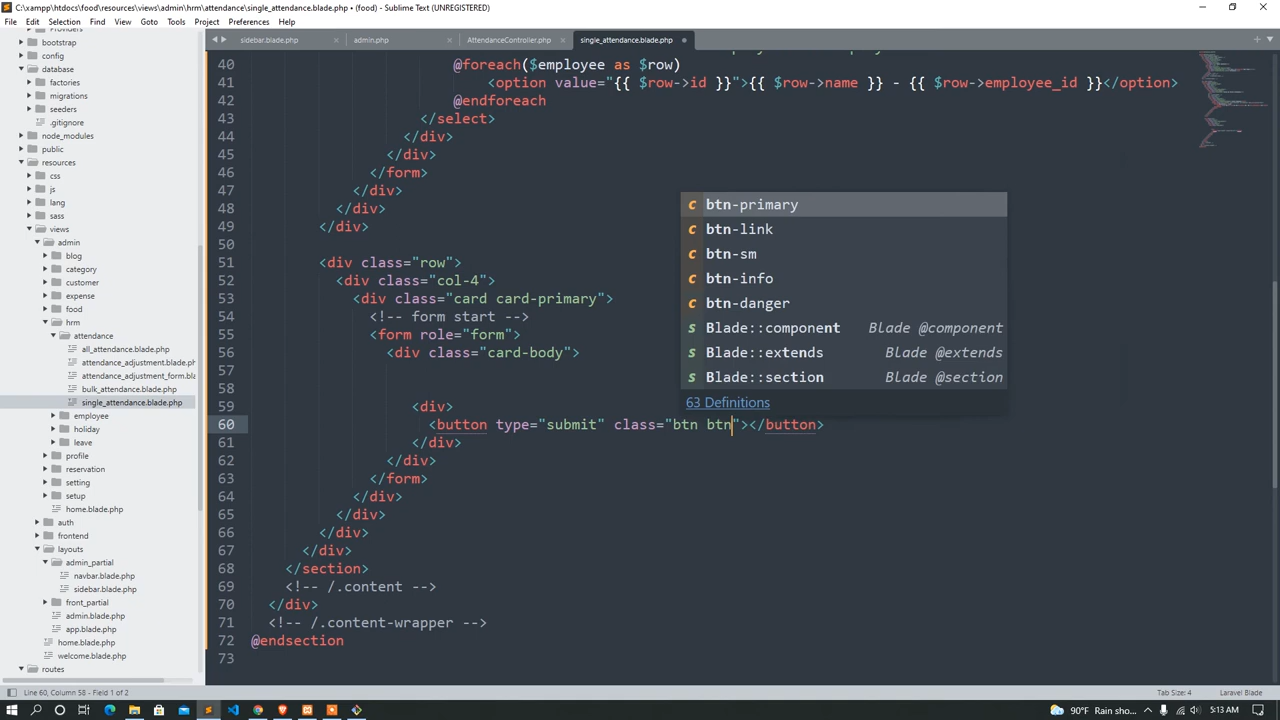 C:\xampp\htdocs\food\resources\views\admin\hrm\attendance\single_attendance.blade.php • (food) - Sublime Text (UNREGISTERED)
File Edit Selection Find View Goto Tools Project Preferences Help
sidebar.blade.php
admin.php
AttendanceController.php
single_attendance.blade.php
bootstrap
config
database
factories
migrations
seeders
.gitignore
node_modules
public
resources
css
js
lang
sass
views
admin
blog
category
customer
expense
food
hrm
attendance
all_attendance.blade.php
attendance_adjustment.blade.ph
attendance_adjustment_form.bla
bulk_attendance.blade.php
single_attendance.blade.php
employee
holiday
leave
profile
reservation
setting
setup
home.blade.php
auth
frontend
layouts
admin_partial
navbar.blade.php
sidebar.blade.php
front_partial
admin.blade.php
app.blade.php
home.blade.php
welcome.blade.php
routes
40 @foreach($employee as $row)
41 <option value="{{ $row->id }}">{{ $row->name }} - {{ $row->employee_id }}</option>
42 @endforeach
43 </select>
44 </div>
45 </div>
46 </form>
47 </div>
48 </div>
49 </div>
50
51 <div class="row">
52 <div class="col-4">
53 <div class="card card-primary">
54 <!-- form start -->
55 <form role="form">
56 <div class="card-body">
57
58
59 <div>
60 <button type="submit" class="btn btn"></button>
61 </div>
62 </div>
63 </form>
64 </div>
65 </div>
66 </div>
67 </div>
68 </section>
69 <!-- /.content -->
70 </div>
71 <!-- /.content-wrapper -->
72 @endsection
73
c btn-primary
c btn-link
c btn-sm
c btn-info
c btn-danger
s Blade::component Blade @component
s Blade::extends Blade @extends
s Blade::section Blade @section
63 Definitions
Line 60, Column 58 - Field 1 of 2
Tab Size: 4 Laravel Blade
90°F Rain sho... 5:13 AM